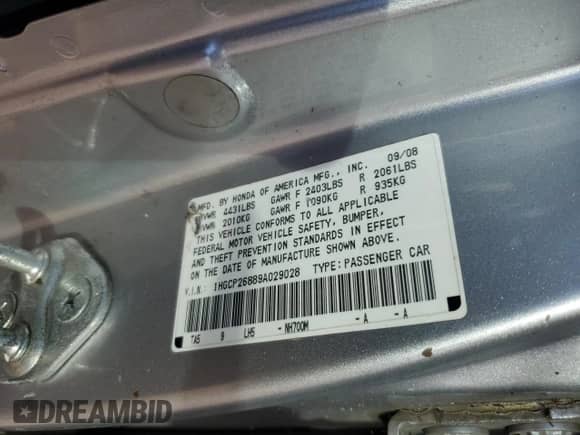 MFD. BY HONDA OF AMERICA MFG., INC. 09/08
GVWR 4431LBS GAWR F 2403LBS R 2061LBS
GVWR 2010KG GAWR F 1090KG R 935KG
THIS VEHICLE CONFORMS TO ALL APPLICABLE
FEDERAL MOTOR VEHICLE SAFETY, BUMPER,
AND THEFT PREVENTION STANDARDS IN EFFECT
ON THE DATE OF MANUFACTURE SHOWN ABOVE.
V.I.N.: 1HGCP26889A029028 TYPE:PASSENGER CAR
TA5 9 LH5 - NH700M -A -A
DREAMBID